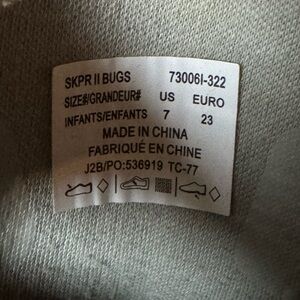 SKPR II BUGS 73006I-322
SIZE#/GRANDEUR# US EURO
INFANTS/ENFANTS 7 23
MADE IN CHINA
FABRIQUÉ EN CHINE
J2B/PO:536919 TC-77